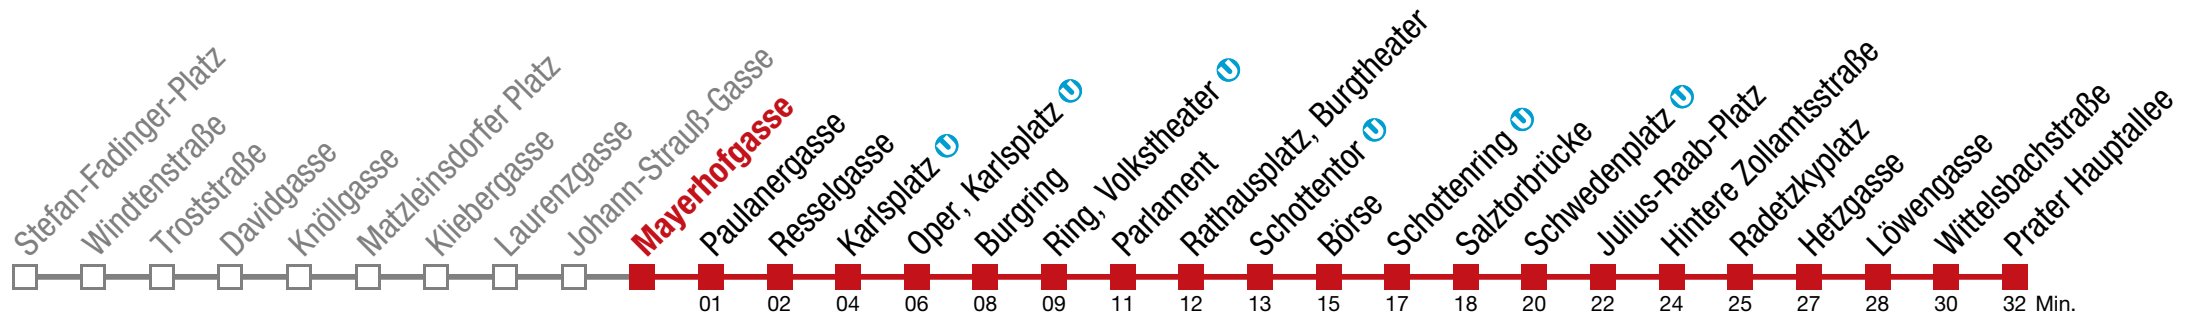 Stefan-Fadinger-Platz
Windtenstraße
Troststraße
Davidgasse
Knöllgasse
Matzleinsdorfer Platz
Kliebergasse
Laurenzgasse
Johann-Strauß-Gasse
Mayerhofgasse
Paulanergasse
Resselgasse
Karlsplatz U
Oper, Karlsplatz U
Burgring
Ring, Volkstheater U
Parlament
Rathausplatz, Burgtheater
Schottentor U
Börse
Schottenring U
Salztorbrücke
Schwedenplatz U
Julius-Raab-Platz
Hintere Zollamtsstraße
Radetzkyplatz
Hetzgasse
Löwengasse
Wittelsbachstraße
Prater Hauptallee
01 02 04 06 08 09 11 12 13 15 17 18 20 22 24 25 27 28 30 32 Min.